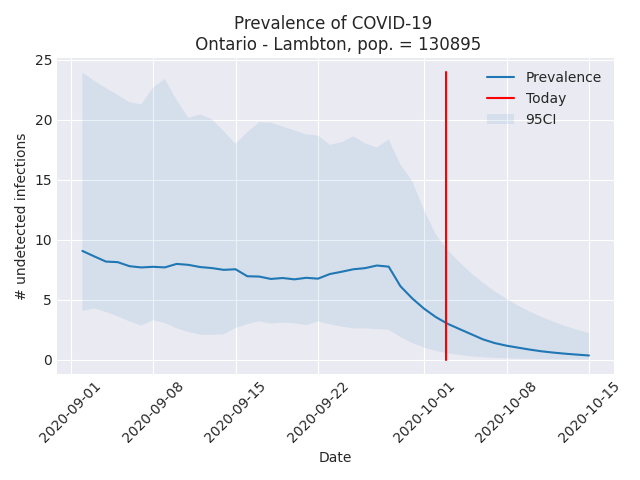 Prevalence of COVID-19
Ontario - Lambton, pop. = 130895
Prevalence
Today
95CI
# undetected infections
25
20
15
10
5
0
2020-09-01
2020-09-08
2020-09-15
2020-09-22
2020-10-01
2020-10-08
2020-10-15
Date